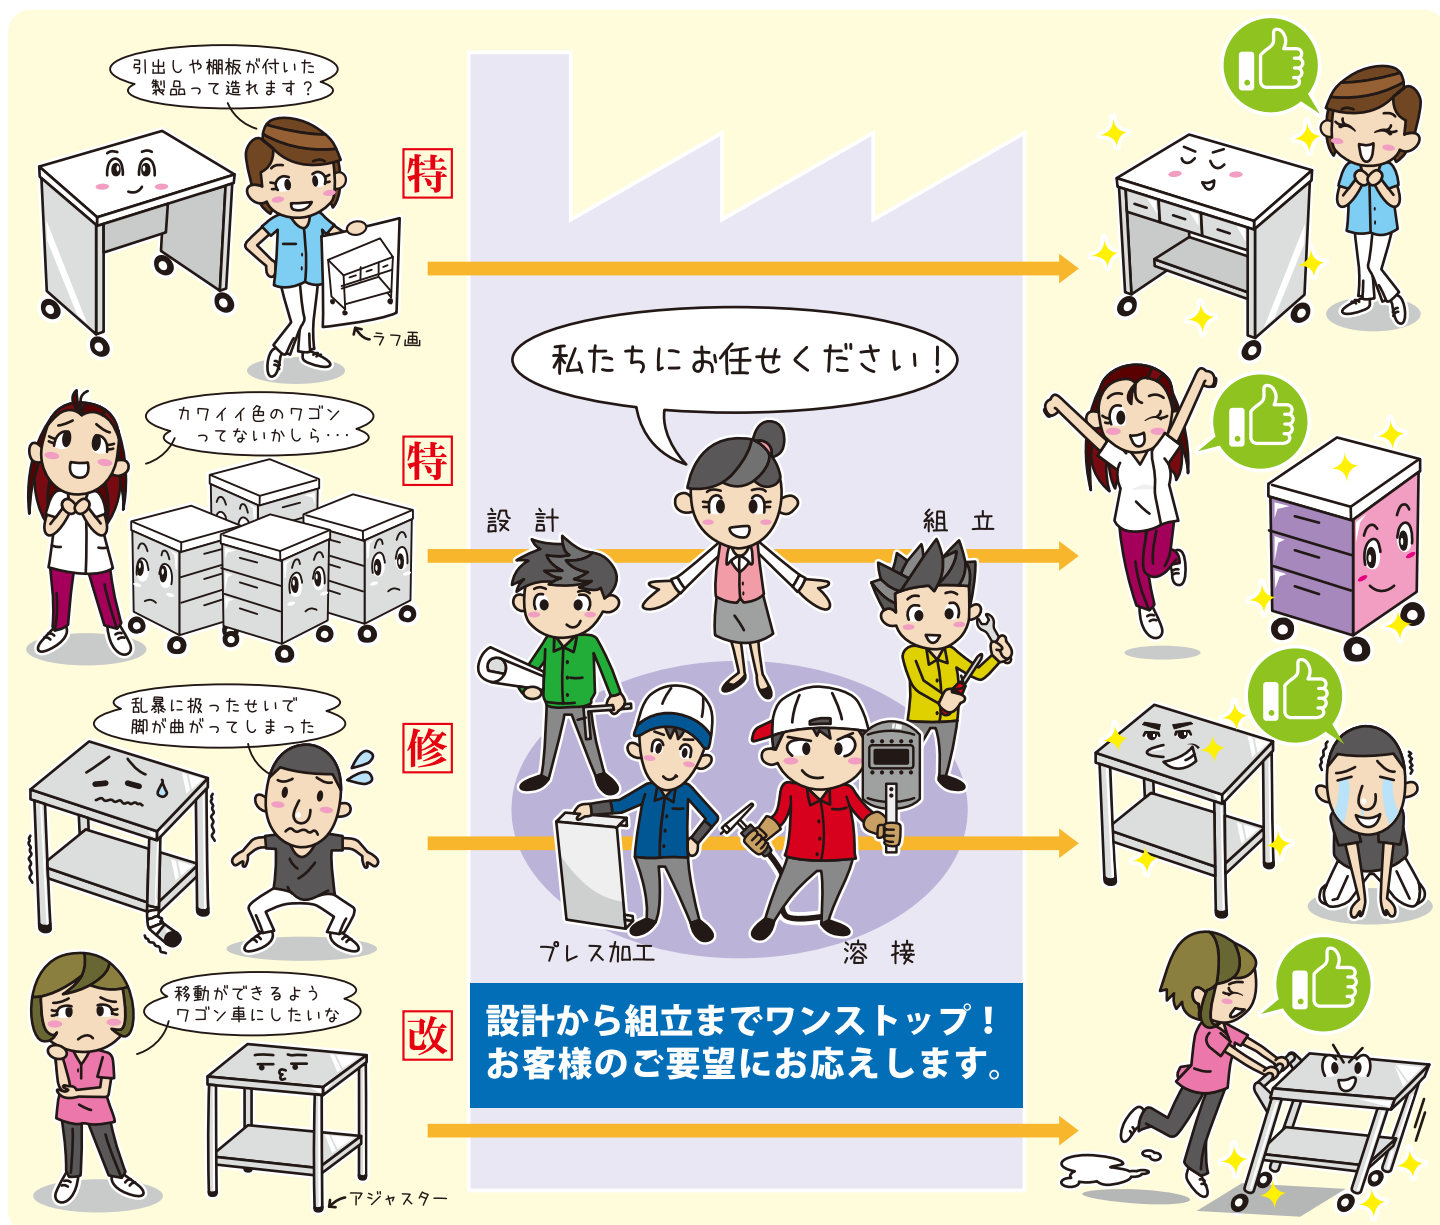 引出しや棚板が付いた
製品って造れます？
特
ラフ画
私たちにお任せください！
カワイイ色のワゴン
ってないかしら・・・
特
設 計
組 立
乱暴に扱ったせいで
脚が曲がってしまった
修
プレス加工
溶 接
移動ができるよう
ワゴン車にしたいな
改
設計から組立までワンストップ！
お客様のご要望にお応えします。
アジャスター